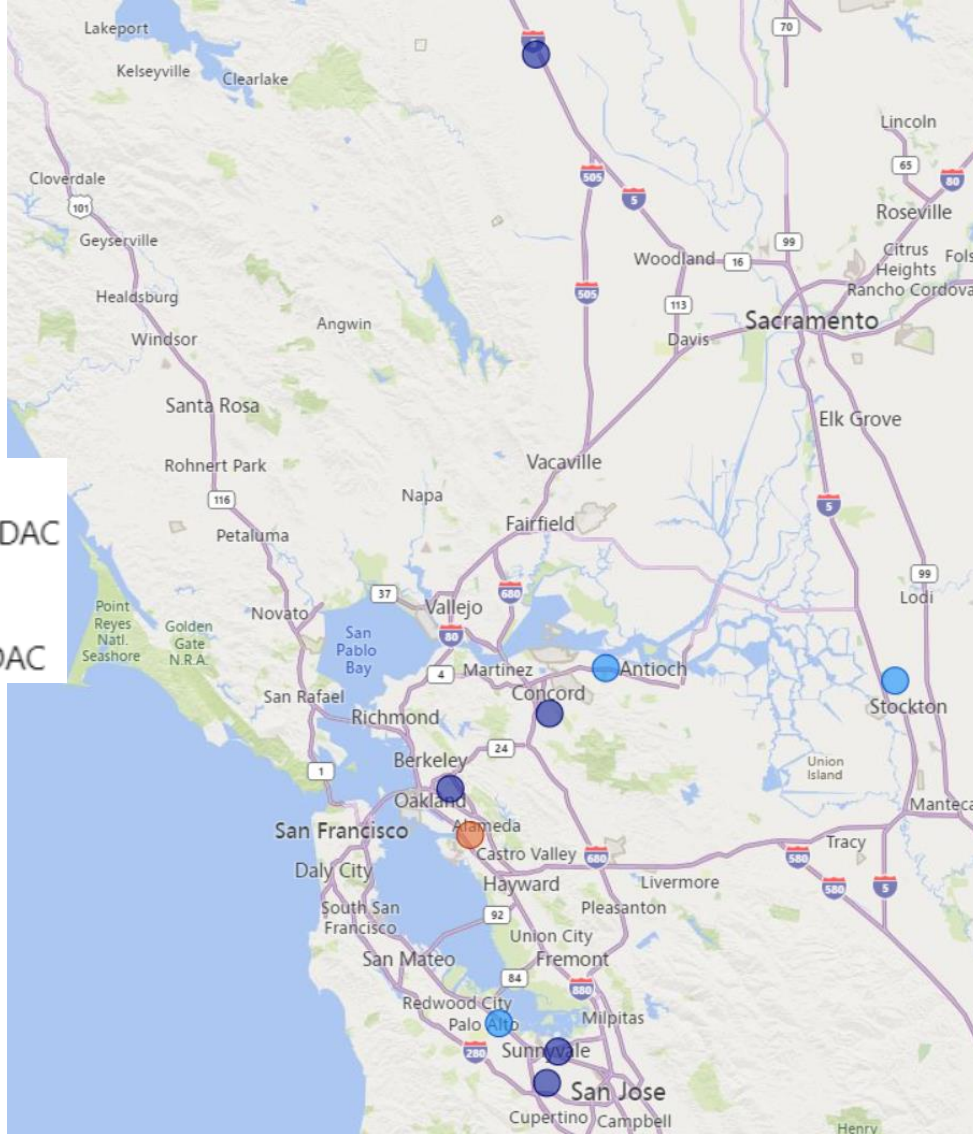 Lakeport
70
Kelseyville
Clearlake
Lincoln
65
80
Cloverdale
505
5
101
Roseville
Geyserville
99
Citrus
Heights
Fols
Woodland
16
Rancho Cordova
Healdsburg
505
113
Angwin
Sacramento
Windsor
Davis
Santa Rosa
Elk Grove
Rohnert Park
Vacaville
Napa
116
5
DAC
Fairfield
Petaluma
99
37
680
Lodi
Point
Reyes
Natl.
Seashore
Golden
Gate
N.R.A.
Novato
Vallejo
San
Pablo
Bay
80
4
Martinez
Antioch
DAC
San Rafael
Concord
Stockton
Richmond
24
Berkeley
1
Union
Island
Oakland
Manteca
San Francisco
Alameda
Tracy
Castro Valley
680
580
Daly City
Hayward
Livermore
580
5
South San
Francisco
92
Pleasanton
Union City
San Mateo
Fremont
84
880
Redwood City
Palo Alto
Milpitas
280
Sunnyvale
San Jose
Cupertino
Campbell
Henry